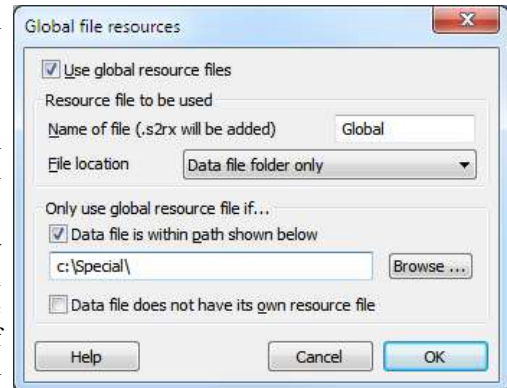 Global file resources
Use global resource files
Resource file to be used
Name of file (.s2rx will be added) Global
File location Data file folder only
Only use global resource file if...
Data file is within path shown below
c:\Special\ Browse ...
Data file does not have its own resource file
Help Cancel OK